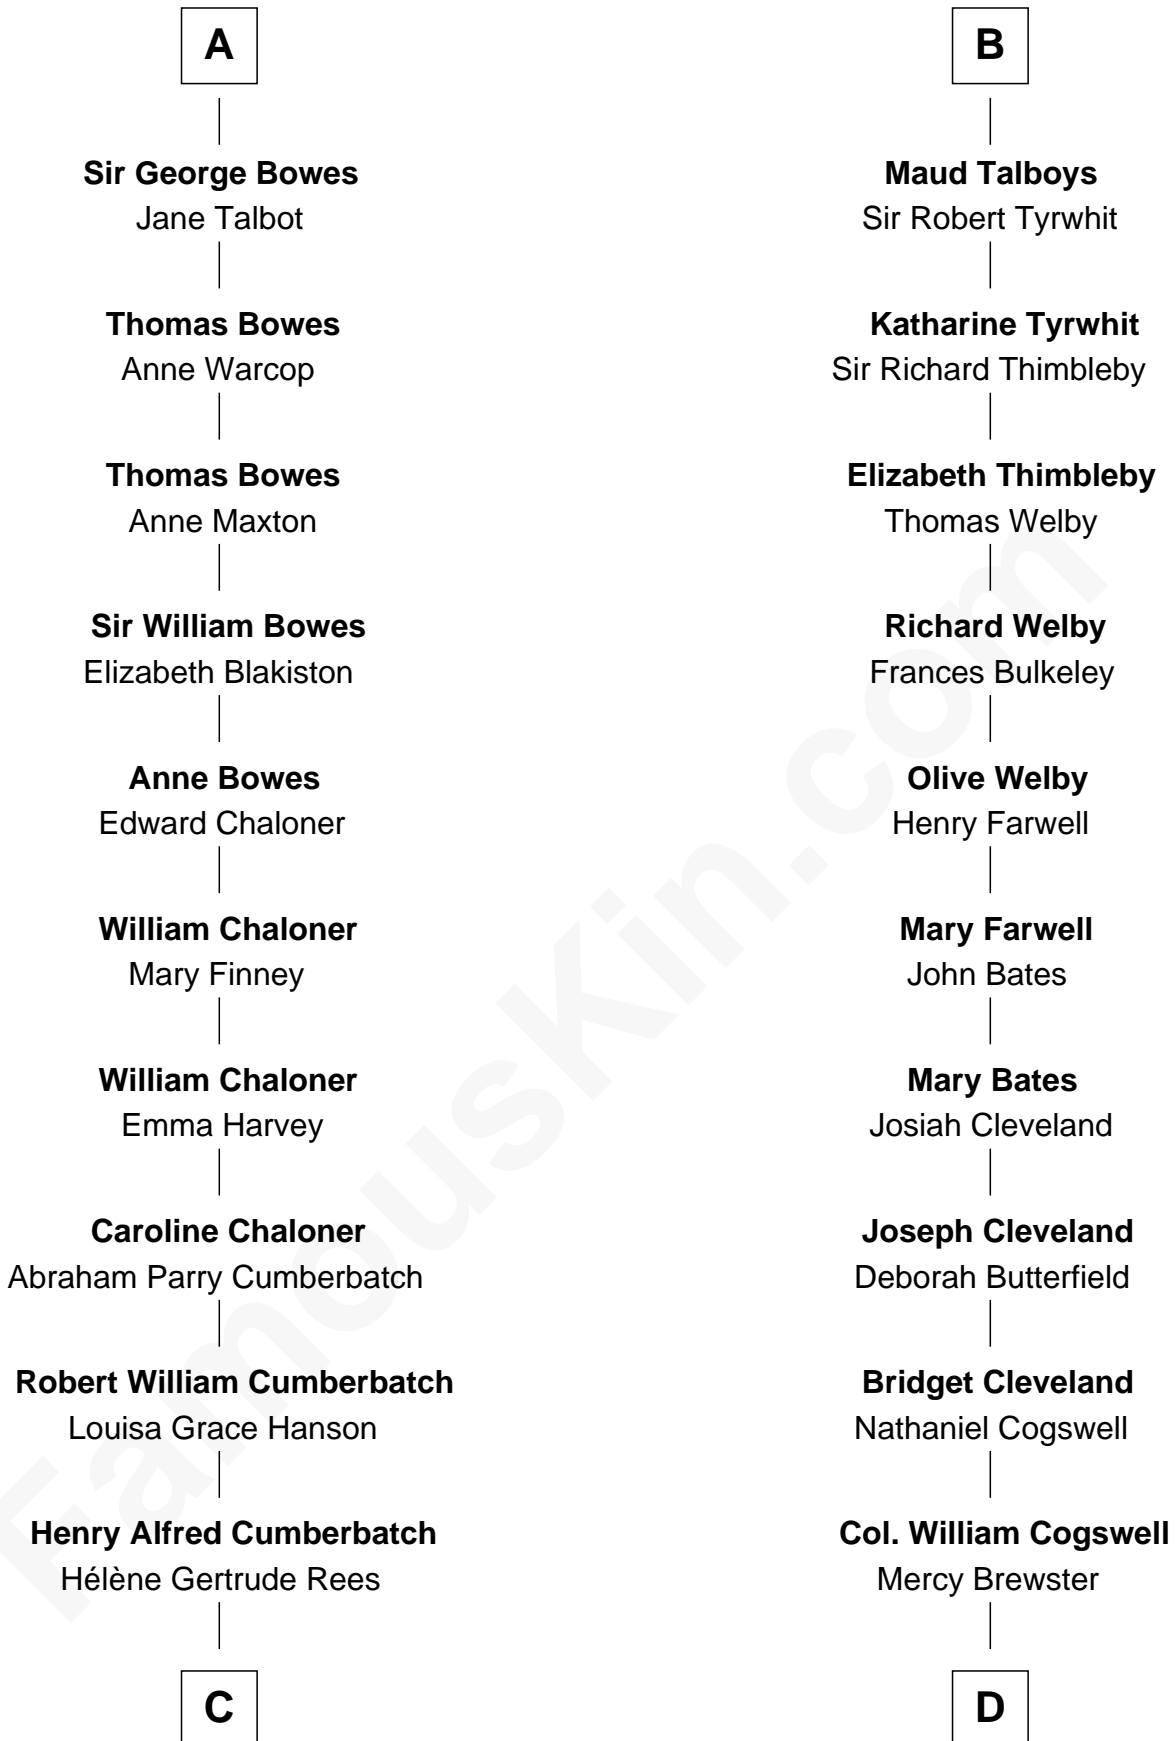 A
Sir George Bowes
Jane Talbot
Thomas Bowes
Anne Warcop
Thomas Bowes
Anne Maxton
Sir William Bowes
Elizabeth Blakiston
Anne Bowes
Edward Chaloner
William Chaloner
Mary Finney
William Chaloner
Emma Harvey
Caroline Chaloner
Abraham Parry Cumberbatch
Robert William Cumberbatch
Louisa Grace Hanson
Henry Alfred Cumberbatch
Hélène Gertrude Rees
C
B
Maud Talboys
Sir Robert Tyrwhit
Katharine Tyrwhit
Sir Richard Thimbleby
Elizabeth Thimbleby
Thomas Welby
Richard Welby
Frances Bulkeley
Olive Welby
Henry Farwell
Mary Farwell
John Bates
Mary Bates
Josiah Cleveland
Joseph Cleveland
Deborah Butterfield
Bridget Cleveland
Nathaniel Cogswell
Col. William Cogswell
Mercy Brewster
D
FamousKin.com